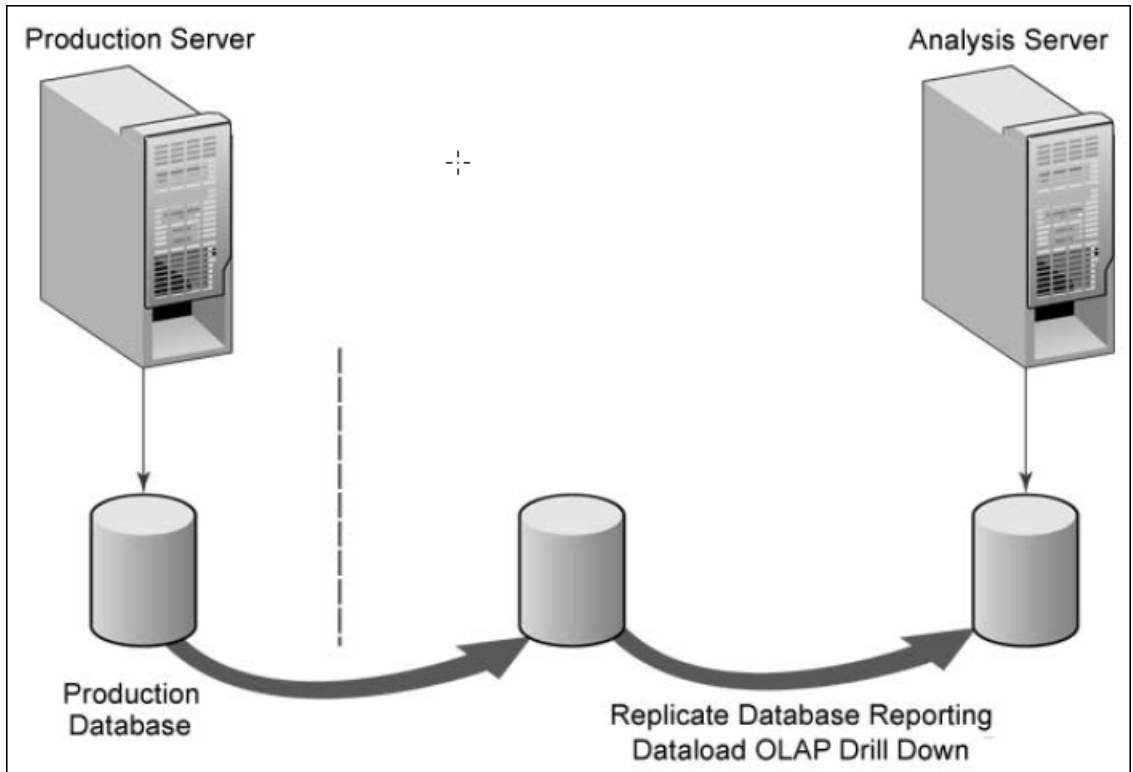 Production Server
Analysis Server
Production
Database
Replicate Database Reporting
Dataload OLAP Drill Down